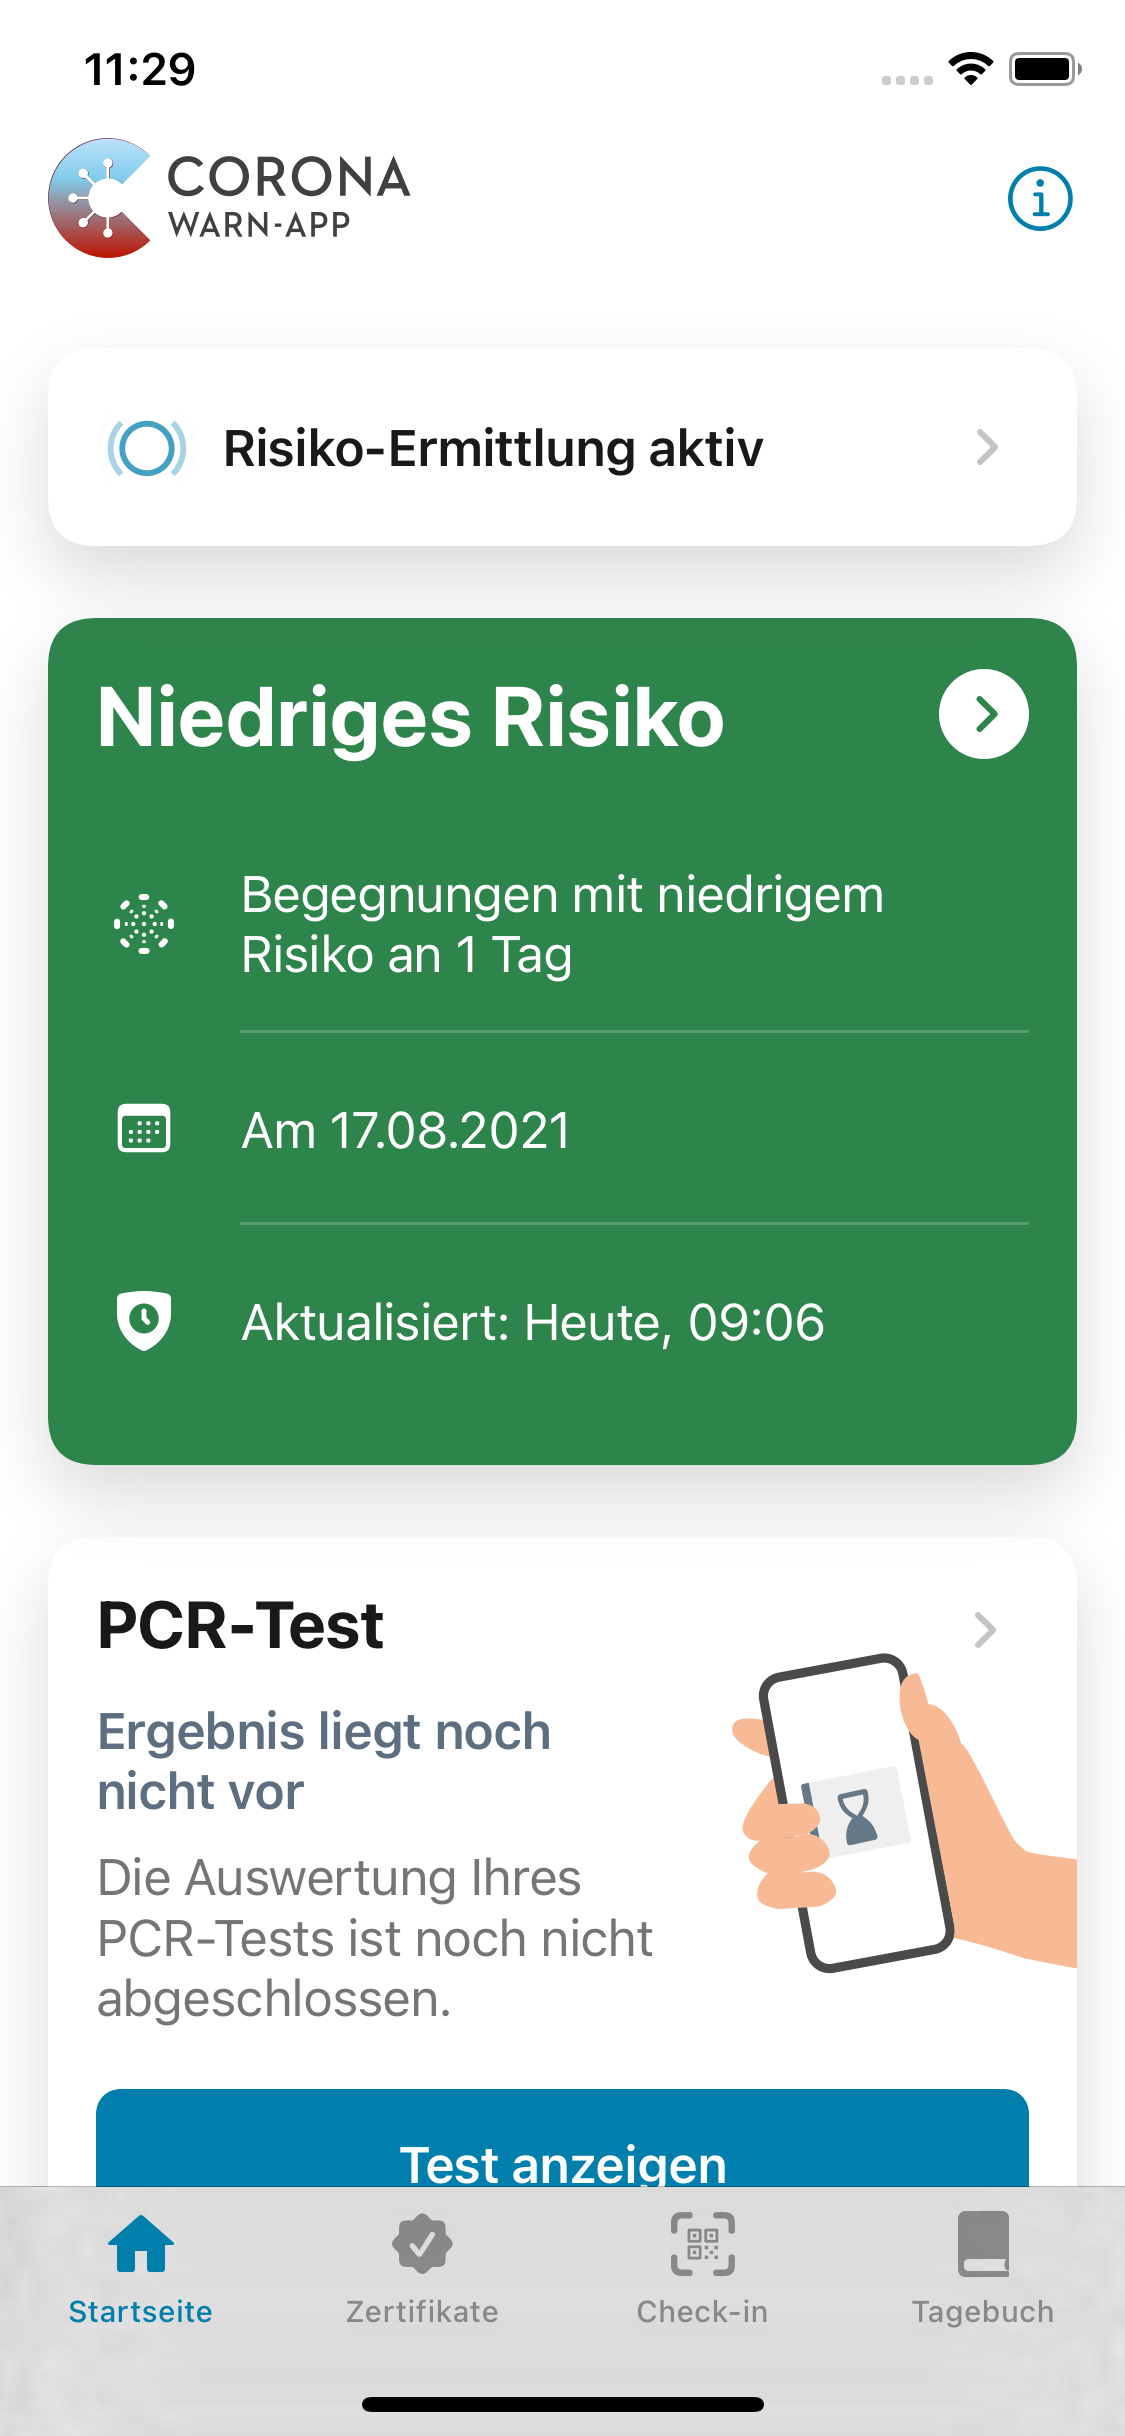 11:29
CORONA
WARN-APP
Risiko-Ermittlung aktiv
Niedriges Risiko
Begegnungen mit niedrigem
Risiko an 1 Tag
Am 17.08.2021
Aktualisiert: Heute, 09:06
PCR-Test
Ergebnis liegt noch
nicht vor
Die Auswertung Ihres
PCR-Tests ist noch nicht
abgeschlossen.
Test anzeigen
Startseite
Zertifikate
Check-in
Tagebuch